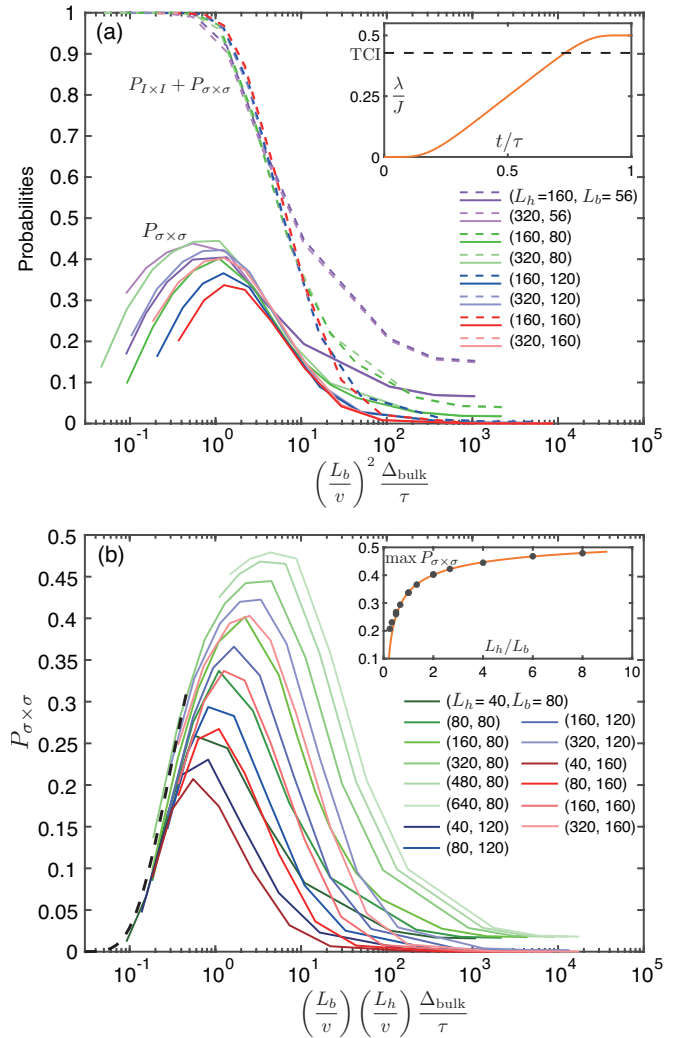 (a)
1
0.9
0.8
0.7
0.6
0.5
0.4
0.3
0.2
0.1
0
Probabilities
P_{I×I} + P_{σ×σ}
P_{σ×σ}
0.5
TCI
λ/J
0.25
0
t/τ
0 0.5 1
(L_h=160, L_b= 56)
(320, 56)
(160, 80)
(320, 80)
(160, 120)
(320, 120)
(160, 160)
(320, 160)
10^{-1} 10^0 10^1 10^2 10^3 10^4 10^5
(L_b/v)^2 Δ_bulk/τ
(b)
0.5
0.45
0.4
0.35
0.3
0.25
0.2
0.15
0.1
0.05
0
P_{σ×σ}
0.5
0.4
0.3
0.2
0.1
max P_{σ×σ}
L_h/L_b
0 2 4 6 8 10
(L_h= 40, L_b= 80)
(80, 80)
(160, 80)
(320, 80)
(480, 80)
(640, 80)
(40, 120)
(80, 120)
(160, 120)
(320, 120)
(40, 160)
(80, 160)
(160, 160)
(320, 160)
10^{-1} 10^0 10^1 10^2 10^3 10^4 10^5
(L_b/v) (L_h/v) Δ_bulk/τ